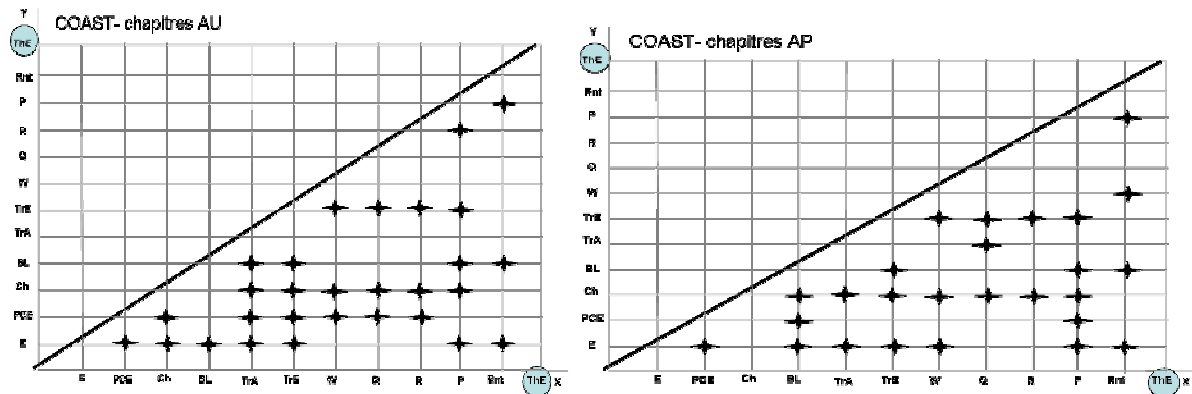 Y
COAST- chapitres AU
ThE
Rnt
P
R
Q
W
TrE
TrA
BL
Ch
PCE
E
E PCE Ch BL TrA TrE W Q R P Rnt ThE X
Y
COAST- chapitres AP
ThE
Rnt
P
R
Q
W
TrE
TrA
BL
Ch
PCE
E
E PCE Ch BL TrA TrE W Q R P Rnt ThE X